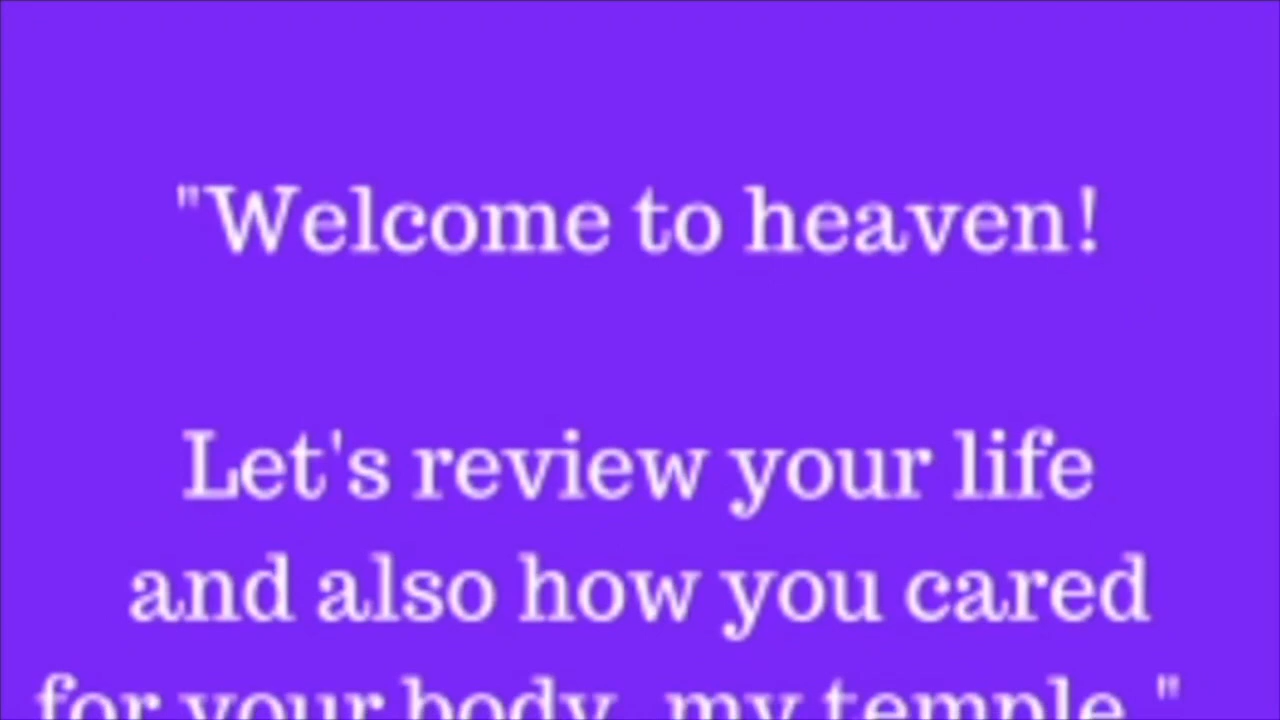 "Welcome to heaven!
Let's review your life
and also how you cared
for your body, my temple."